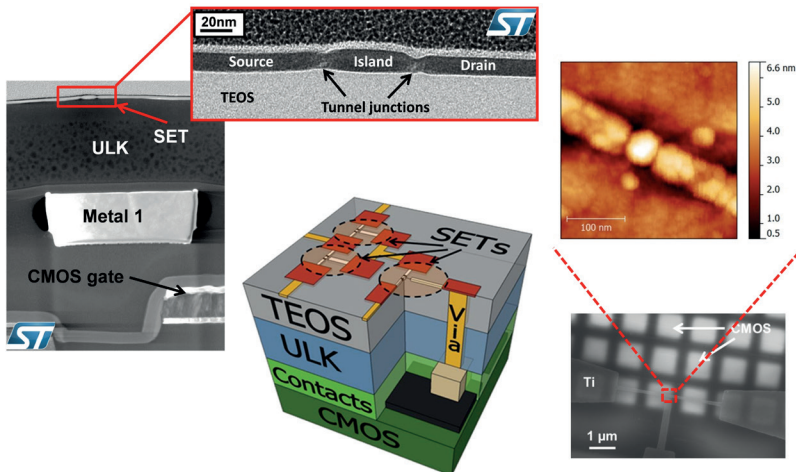 20nm
ST
Source
Island
Drain
Tunnel junctions
TEOS
SET
ULK
Metal 1
CMOS gate
ST
SETs
TEOS
Via
ULK
Contacts
CMOS
6.6 nm
5.0
4.0
3.0
2.0
1.0
0.5
100 nm
CMOS
Ti
1 µm